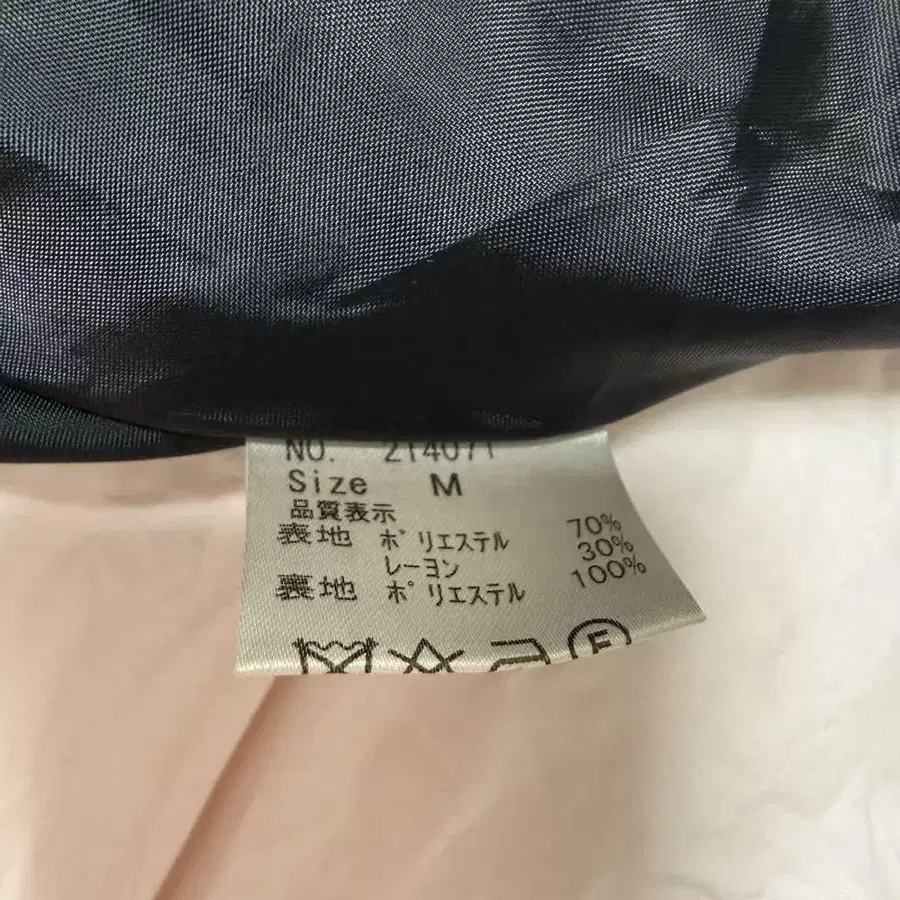 NO. 214071
Size M
品質表示
表地 ポリエステル 70%
レーヨン 30%
裏地 ポリエステル 100%
F